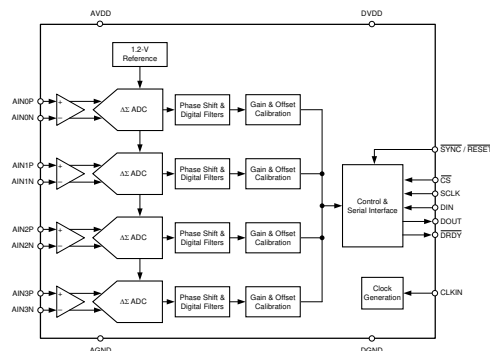 AVDD
DVDD
1.2-V
Reference
AIN0P
AIN0N
+
−
ΔΣ ADC
Phase Shift &
Digital Filters
Gain & Offset
Calibration
SYNC / RESET
AIN1P
AIN1N
+
−
ΔΣ ADC
Phase Shift &
Digital Filters
Gain & Offset
Calibration
Control &
Serial Interface
CS
SCLK
DIN
DOUT
DRDY
AIN2P
AIN2N
+
−
ΔΣ ADC
Phase Shift &
Digital Filters
Gain & Offset
Calibration
AIN3P
AIN3N
+
−
ΔΣ ADC
Phase Shift &
Digital Filters
Gain & Offset
Calibration
Clock
Generation
CLKIN
AGND
DGND